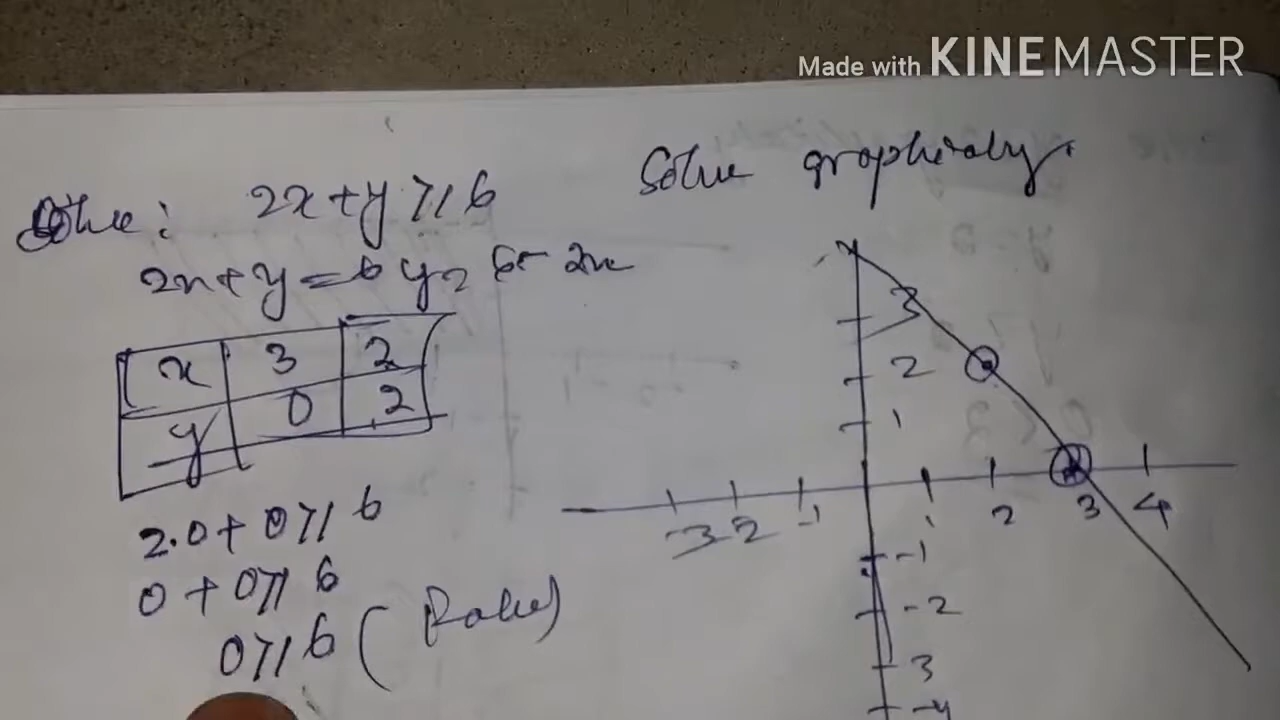 Made with KINEMASTER
Solve: 2x+y ≥ 6
Solve graphically.
2x+y=6 y= 6-2x
x 3 2
y 0 2
2.0+0 ≥ 6
0+0 ≥ 6
0 ≥ 6 (False)
3
2
1
-3 -2 -1 1 2 3 4
-1
-2
-3
-4